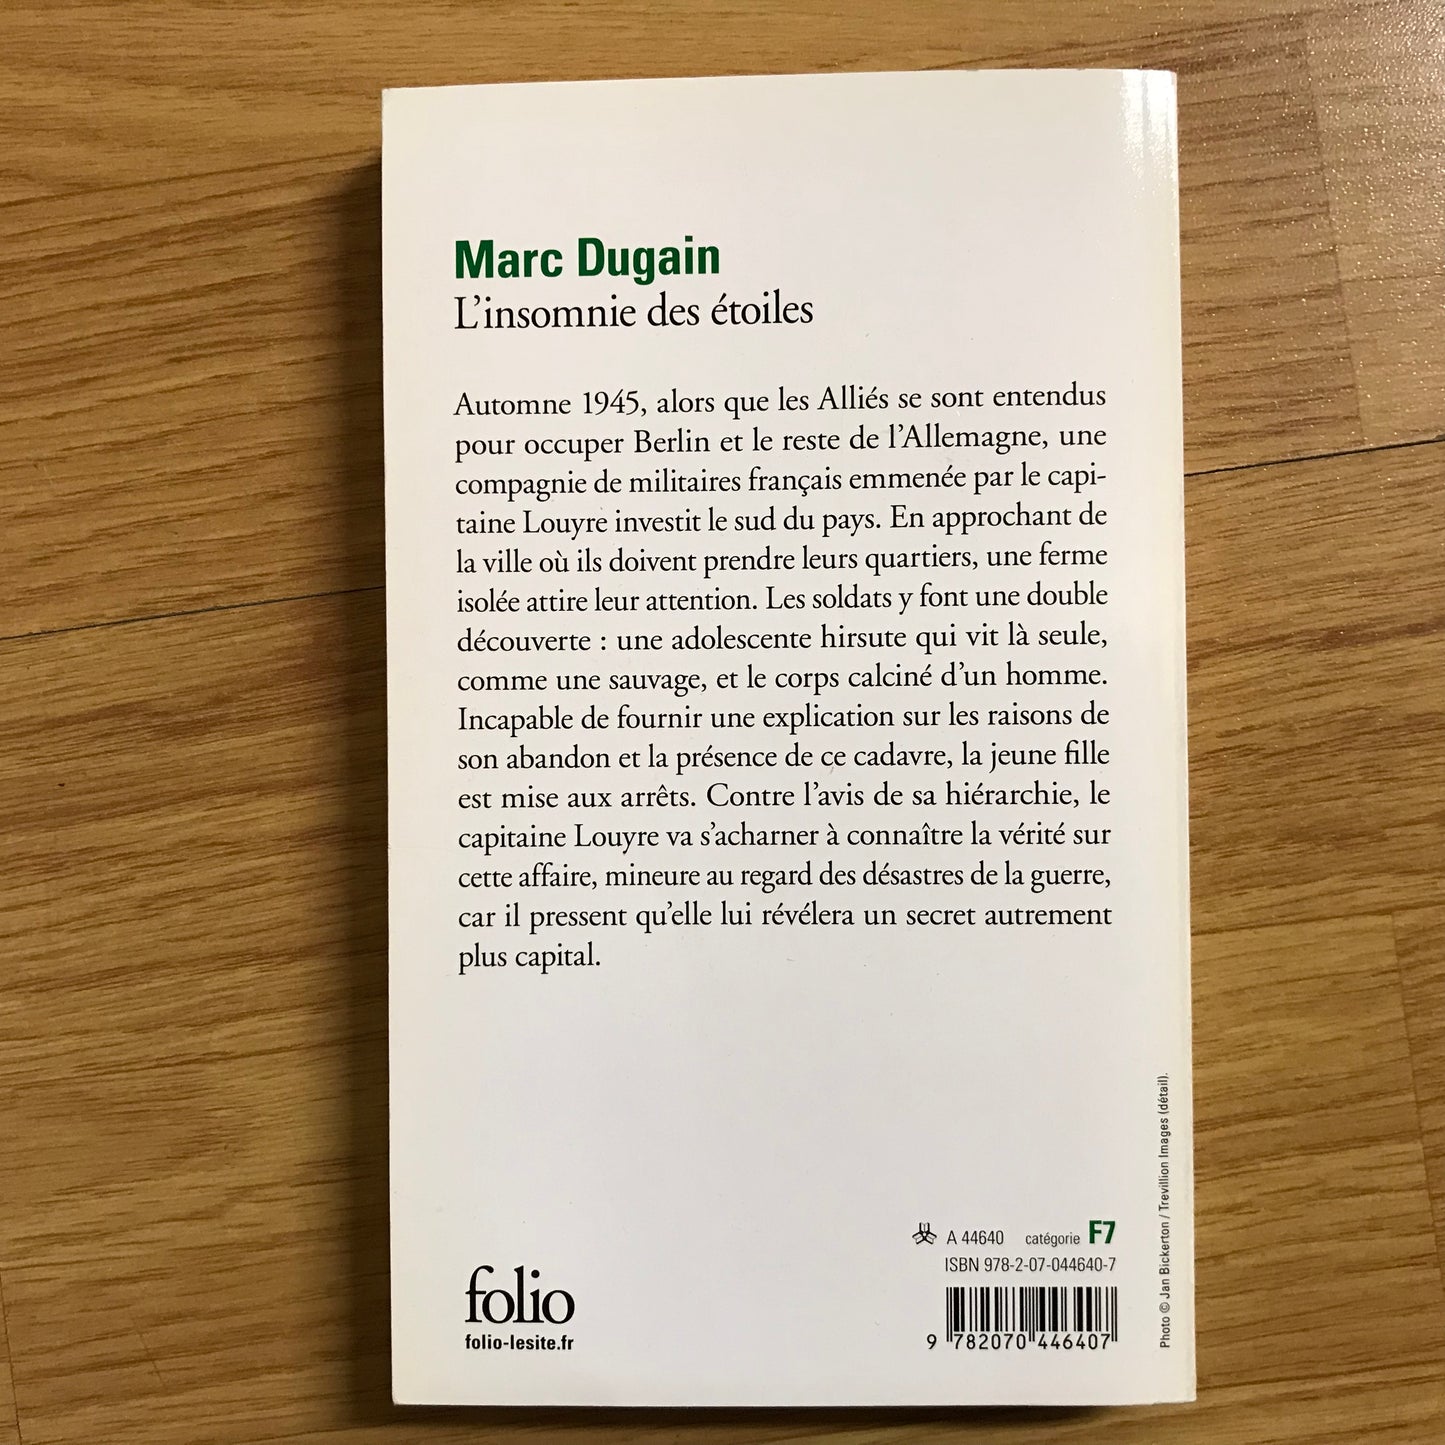 Marc Dugain
L'insomnie des étoiles
Automne 1945, alors que les Alliés se sont entendus
pour occuper Berlin et le reste de l'Allemagne, une
compagnie de militaires français emmenée par le capi-
taine Louyre investit le sud du pays. En approchant de
la ville où ils doivent prendre leurs quartiers, une ferme
isolée attire leur attention. Les soldats y font une double
découverte : une adolescente hirsute qui vit là seule,
comme une sauvage, et le corps calciné d'un homme.
Incapable de fournir une explication sur les raisons de
son abandon et la présence de ce cadavre, la jeune fille
est mise aux arrêts. Contre l'avis de sa hiérarchie, le
capitaine Louyre va s'acharner à connaître la vérité sur
cette affaire, mineure au regard des désastres de la guerre,
car il pressent qu'elle lui révélera un secret autrement
plus capital.
A 44640 catégorie F7
ISBN 978-2-07-044640-7
9 782070 446407
folio
folio-lesite.fr
Photo © Jan Bickerton / Trevillion Images (détail).